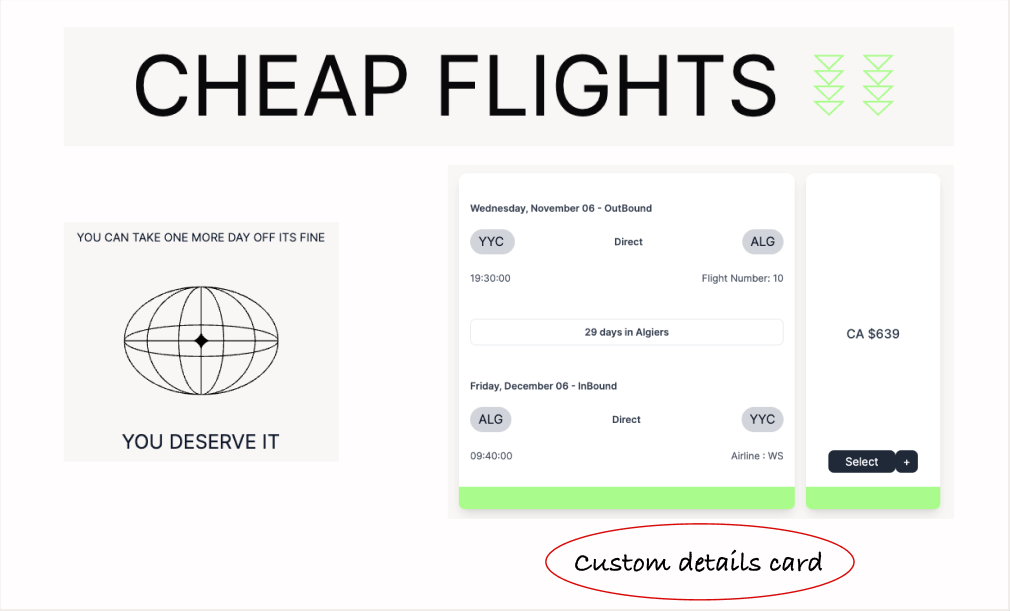 CHEAP FLIGHTS
YOU CAN TAKE ONE MORE DAY OFF ITS FINE
YOU DESERVE IT
Wednesday, November 06 - OutBound
YYC Direct ALG
19:30:00 Flight Number: 10
29 days in Algiers
Friday, December 06 - InBound
ALG Direct YYC
09:40:00 Airline : WS
CA $639
Select +
Custom details card